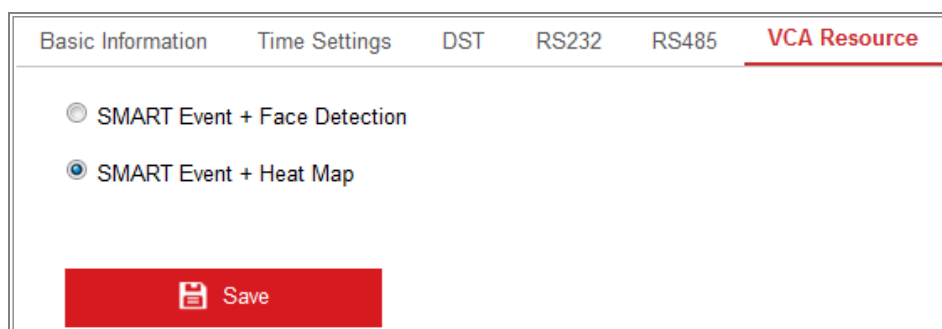 Basic Information Time Settings DST RS232 RS485 VCA Resource
SMART Event + Face Detection
SMART Event + Heat Map
Save